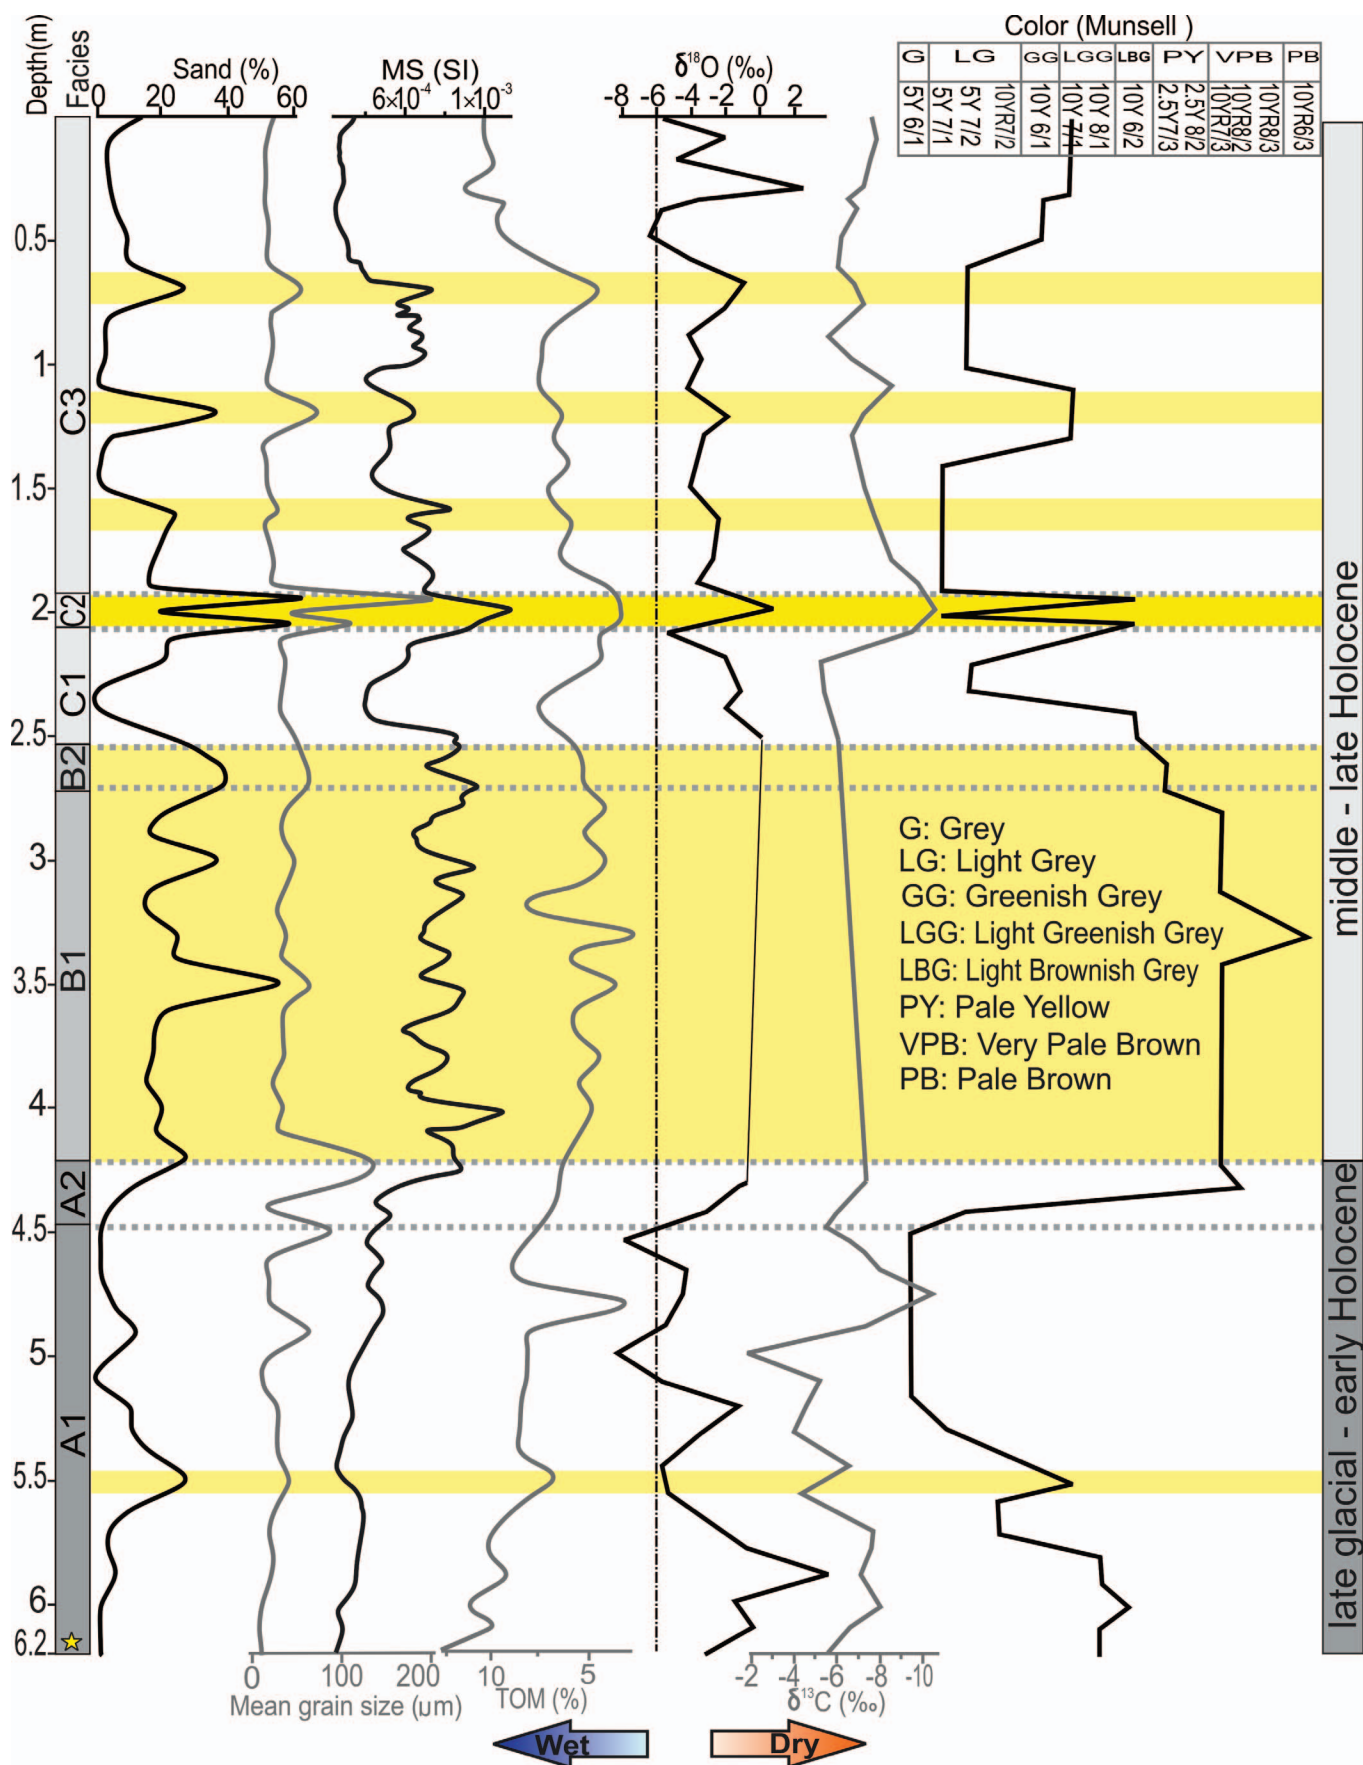 Color (Munsell )
Depth(m)
Facies
Sand (%)
MS (SI)
δ18O (‰)
G LG GG LGG LBG PY VPB PB
0 20 40 60
6×10-4 1×10-3
-8 -6 -4 -2 0 2
5Y 6/1 5Y 7/1 5Y 7/2 10YR7/2 10Y 6/1 10Y 7/1 10Y 8/1 10Y 6/2 2.5Y7/3 2.5Y 8/2 10YR7/3 10YR8/2 10YR8/3 10YR6/3
0.5
1
C3
1.5
2
C2
C1
2.5
B2
middle - late Holocene
G: Grey
LG: Light Grey
3
GG: Greenish Grey
LGG: Light Greenish Grey
LBG: Light Brownish Grey
B1
3.5
PY: Pale Yellow
VPB: Very Pale Brown
PB: Pale Brown
4
A2
4.5
late glacial - early Holocene
5
A1
5.5
6
6.2
0 100 200
Mean grain size (µm)
10 5
TOM (%)
-2 -4 -6 -8 -10
δ13C (‰)
Wet
Dry